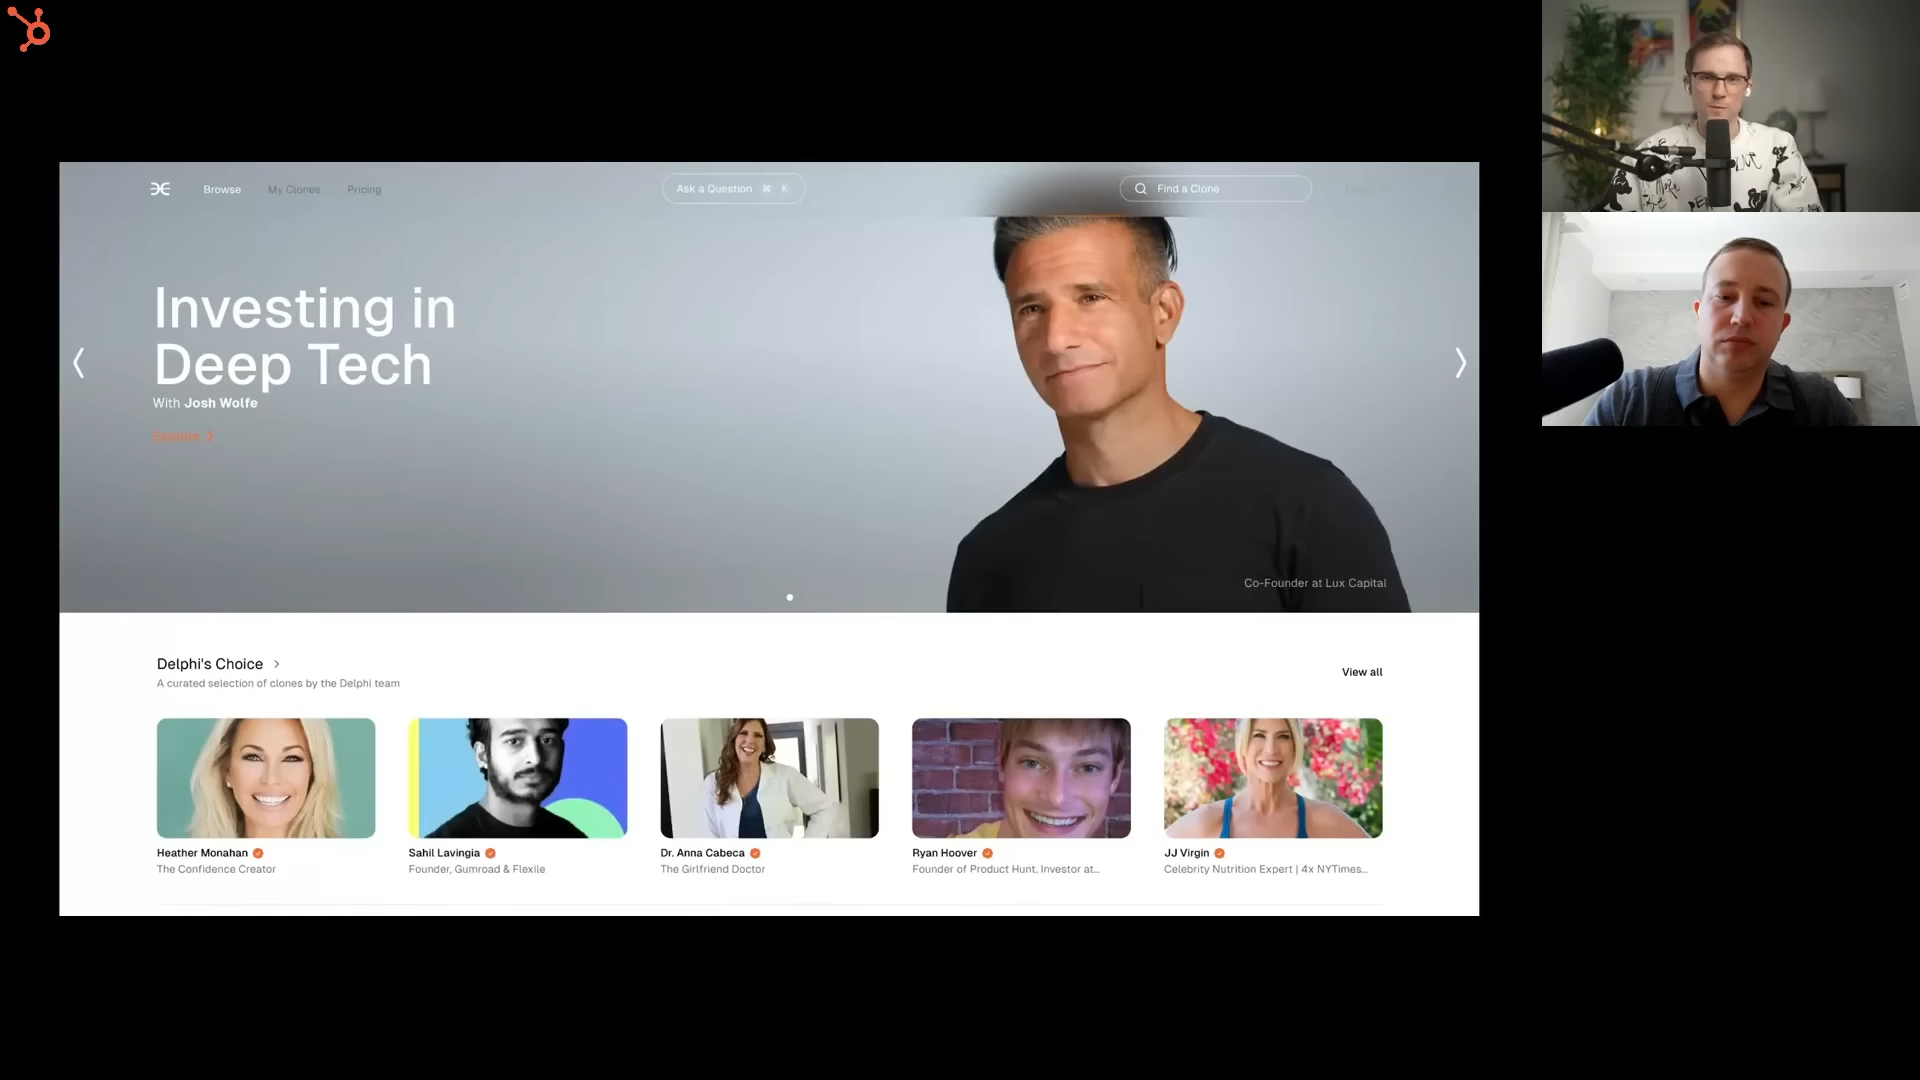 Browse
My Clones
Pricing
Ask a Question ⌘ K
Find a Clone
Investing in
Deep Tech
With Josh Wolfe
Explore
Co-Founder at Lux Capital
Delphi's Choice
A curated selection of clones by the Delphi team
View all
Heather Monahan
The Confidence Creator
Sahil Lavingia
Founder, Gumroad & Flexile
Dr. Anna Cabeca
The Girlfriend Doctor
Ryan Hoover
Founder of Product Hunt. Investor at...
JJ Virgin
Celebrity Nutrition Expert | 4x NYTimes...